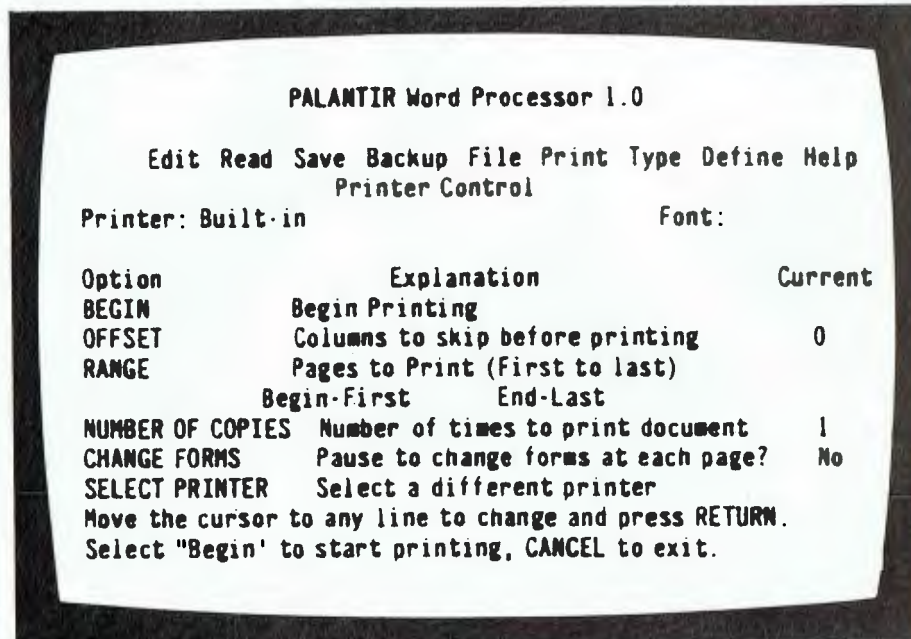 PALANTIR Word Processor 1.0
Edit Read Save Backup File Print Type Define Help
Printer Control
Printer: Built-in Font:
Option Explanation Current
BEGIN Begin Printing
OFFSET Columns to skip before printing 0
RANGE Pages to Print (First to last)
Begin-First End-Last
NUMBER OF COPIES Number of times to print document 1
CHANGE FORMS Pause to change forms at each page? No
SELECT PRINTER Select a different printer
Move the cursor to any line to change and press RETURN.
Select "Begin' to start printing, CANCEL to exit.